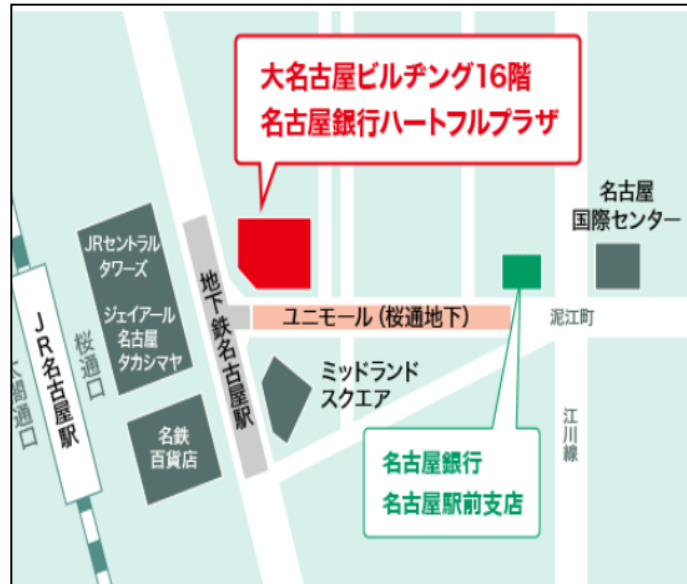 大名古屋ビルヂング16階
名古屋銀行ハートフルプラザ
名古屋
国際センター
JRセントラル
タワーズ
ジェイアール
名古屋
タカシマヤ
地下鉄名古屋駅
ユニモール（桜通地下）
泥江町
JR名古屋駅
桜通口
太閤通口
ミッドランド
スクエア
名鉄
百貨店
江川線
名古屋銀行
名古屋駅前支店